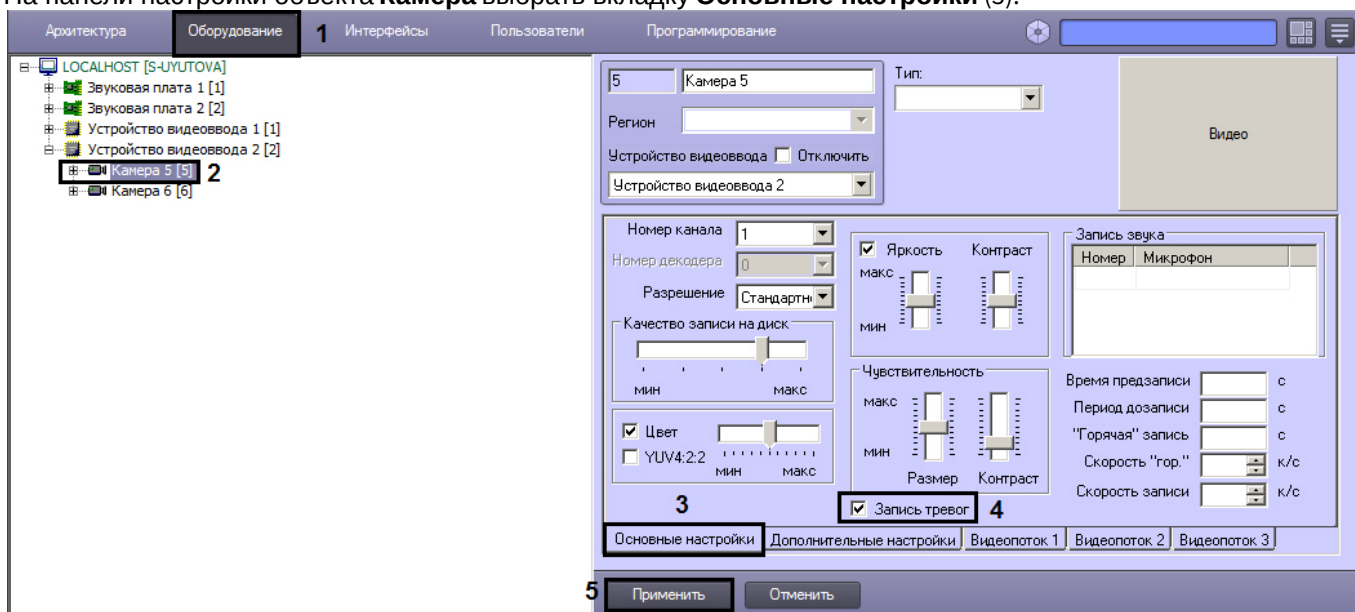 На панели настройки объекта Камера выбрать вкладку Основные настройки (3).
Архитектура Оборудование 1 Интерфейсы Пользователи Программирование
LOCALHOST [S-UYUTOVA]
Звуковая плата 1 [1]
Звуковая плата 2 [2]
Устройство видеоввода 1 [1]
Устройство видеоввода 2 [2]
Камера 5 [5] 2
Камера 6 [6]
5 Камера 5
Тип:
Регион
Устройство видеоввода Отключить
Устройство видеоввода 2
Видео
Номер канала 1
Номер декодера 0
Разрешение Стандартн
Качество записи на диск
мин макс
Цвет
YUV4:2:2
мин макс
3
Яркость Контраст
макс
мин
Чувствительность
макс
мин
Размер Контраст
Запись тревог 4
Запись звука
Номер Микрофон
Время предзаписи с
Период дозаписи с
"Горячая" запись с
Скорость "гор." к/с
Скорость записи к/с
Основные настройки Дополнительные настройки Видеопоток 1 Видеопоток 2 Видеопоток 3
5 Применить Отменить